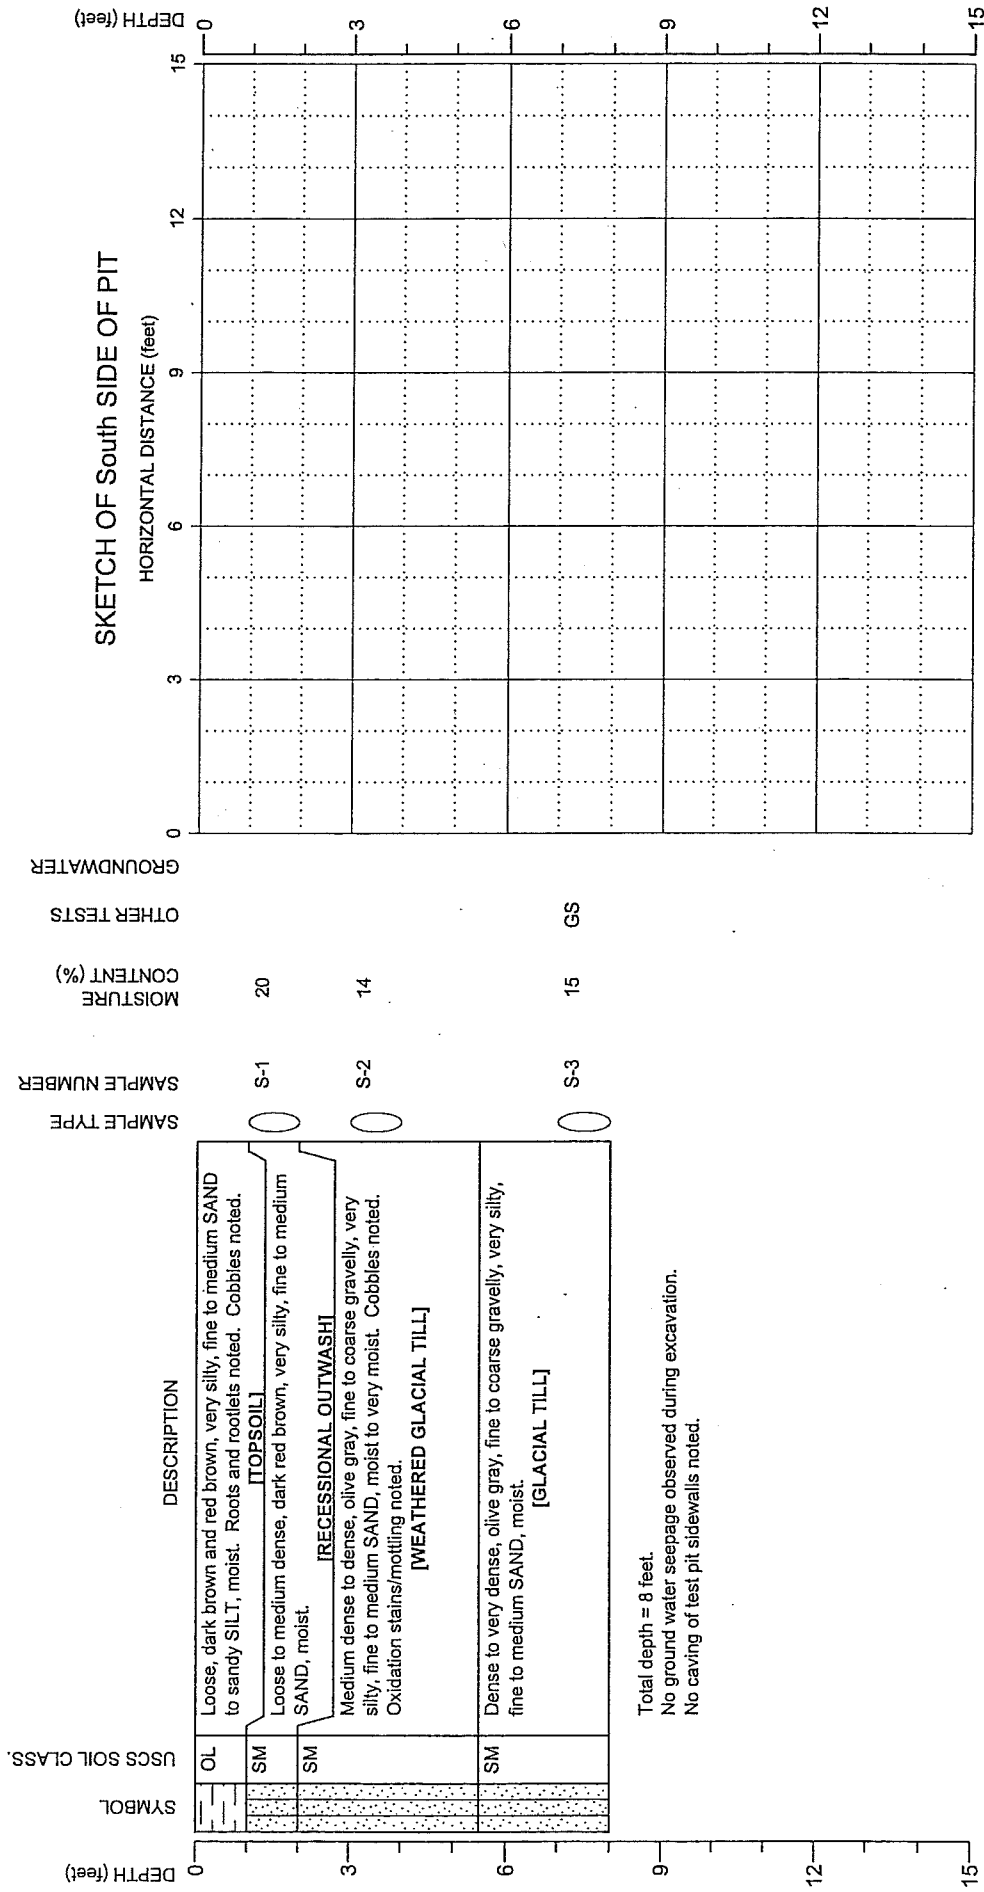 SKETCH OF South SIDE OF PIT
HORIZONTAL DISTANCE (feet)
DEPTH (feet)
SYMBOL
USCS SOIL CLASS.
DESCRIPTION
SAMPLE TYPE
SAMPLE NUMBER
MOISTURE
CONTENT (%)
OTHER TESTS
GROUNDWATER
0
3
6
9
12
15
DEPTH (feet)
0
OL
Loose, dark brown and red brown, very silty, fine to medium SAND
to sandy SILT, moist. Roots and rootlets noted. Cobbles noted.
[TOPSOIL]
SM
Loose to medium dense, dark red brown, very silty, fine to medium
SAND, moist.
[RECESSIONAL OUTWASH]
S-1
20
3
SM
Medium dense to dense, olive gray, fine to coarse gravelly, very
silty, fine to medium SAND, moist to very moist. Cobbles noted.
Oxidation stains/mottling noted.
[WEATHERED GLACIAL TILL]
S-2
14
6
SM
Dense to very dense, olive gray, fine to coarse gravelly, very silty,
fine to medium SAND, moist.
[GLACIAL TILL]
S-3
15
GS
Total depth = 8 feet.
No ground water seepage observed during excavation.
No caving of test pit sidewalls noted.
9
12
15
0
3
6
9
12
15